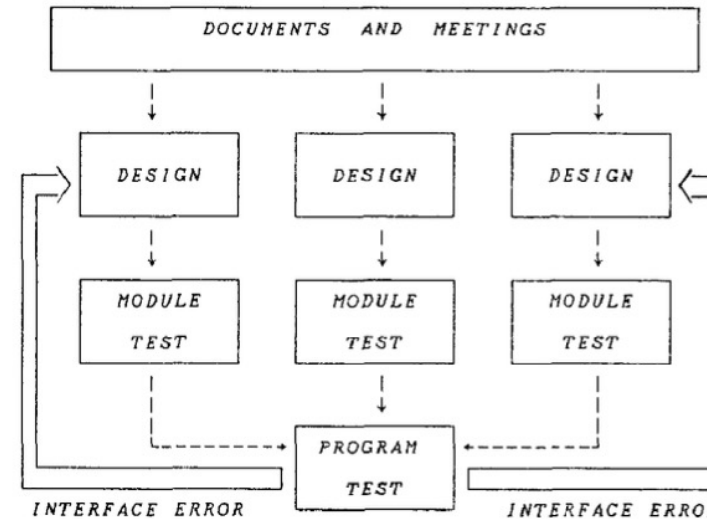 DOCUMENTS AND MEETINGS
DESIGN DESIGN DESIGN
MODULE MODULE MODULE
TEST TEST TEST
PROGRAM
TEST
INTERFACE ERROR INTERFACE ERRO